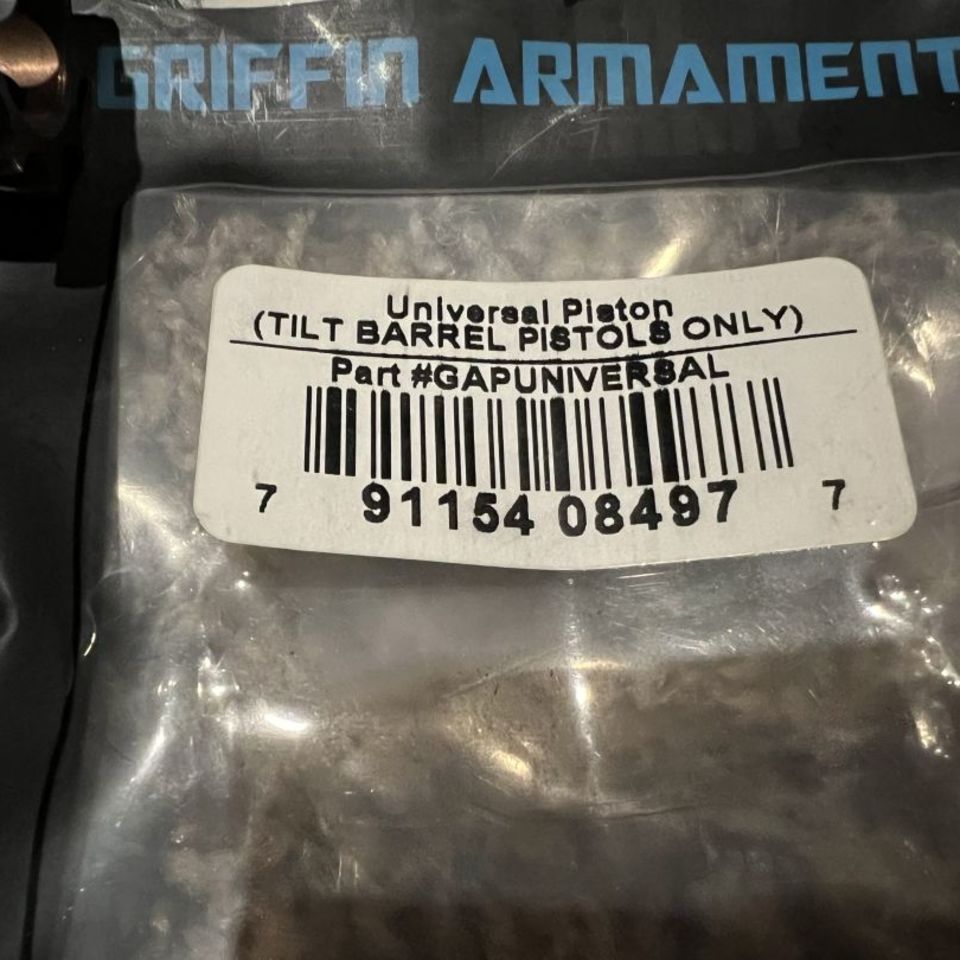 GRIFFIN ARMAMENT
Universal Piston
(TILT BARREL PISTOLS ONLY)
Part #GAPUNIVERSAL
7 91154 08497 7